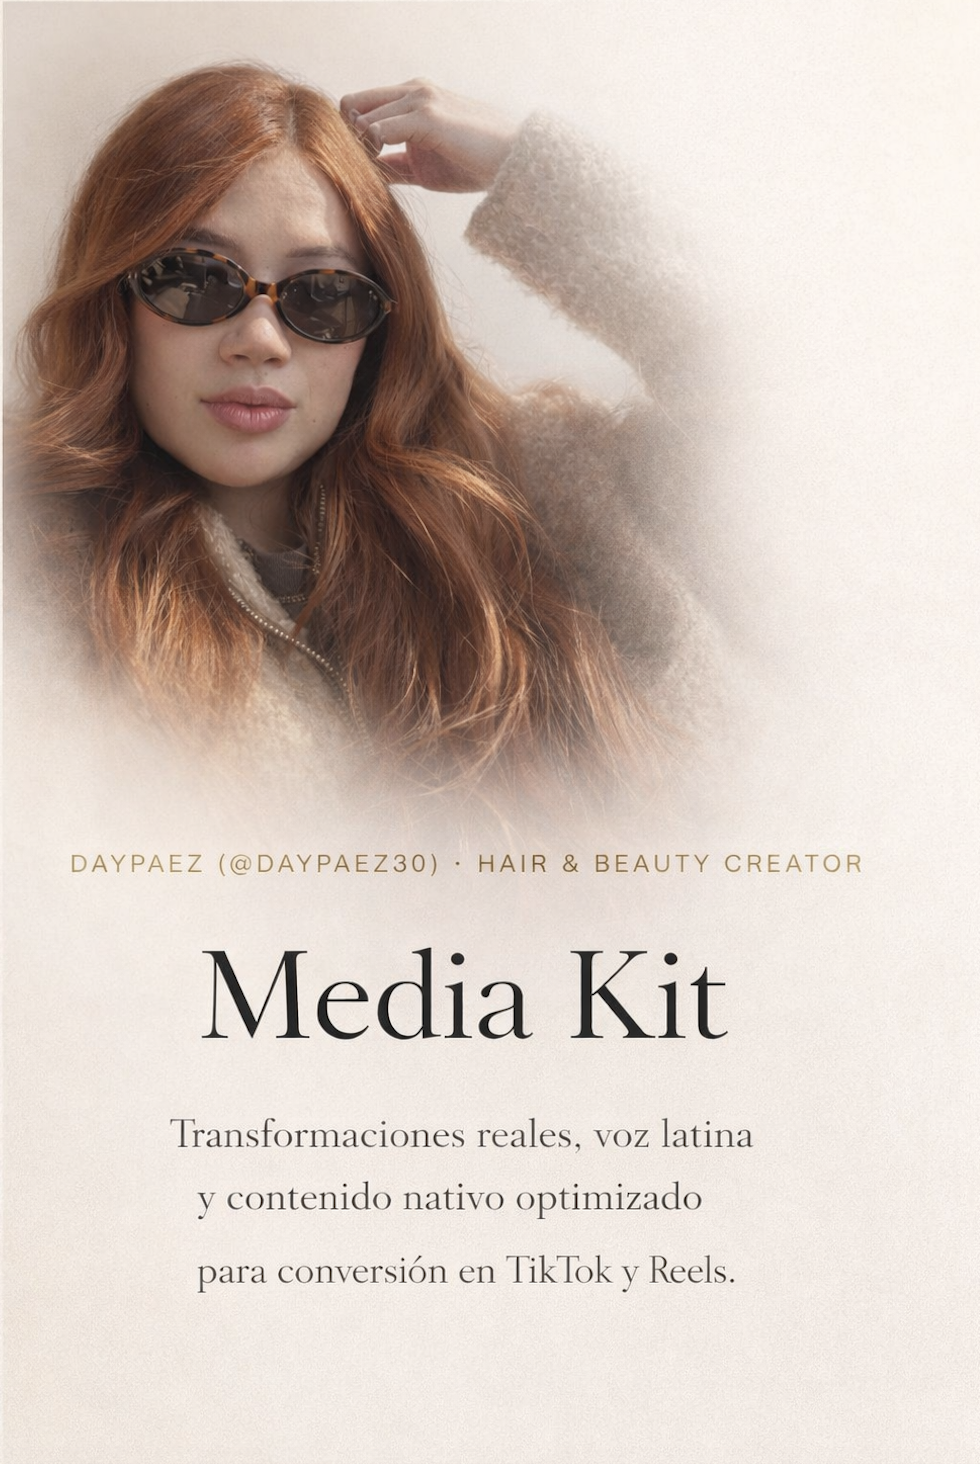 DAYPAEZ (@DAYPAEZ30) · HAIR & BEAUTY CREATOR
Media Kit
Transformaciones reales, voz latina
y contenido nativo optimizado
para conversión en TikTok y Reels.